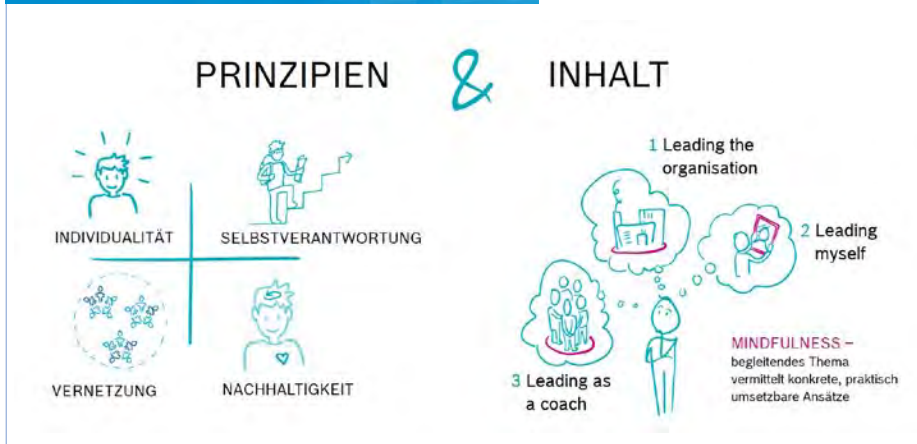 PRINZIPIEN & INHALT
INDIVIDUALITÄT
SELBSTVERANTWORTUNG
VERNETZUNG
NACHHALTIGKEIT
1 Leading the
organisation
2 Leading
myself
3 Leading as
a coach
MINDFULNESS –
begleitendes Thema
vermittelt konkrete, praktisch
umsetzbare Ansätze